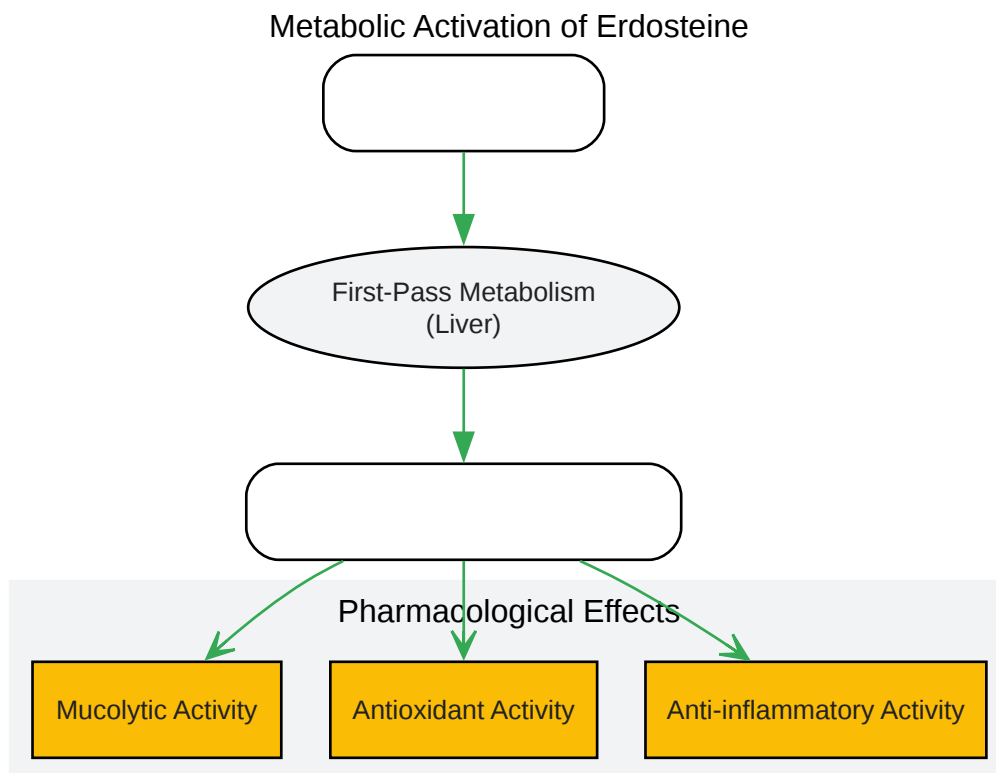 Metabolic Activation of Erdosteine
First-Pass Metabolism
(Liver)
Pharmacological Effects
Mucolytic Activity
Antioxidant Activity
Anti-inflammatory Activity